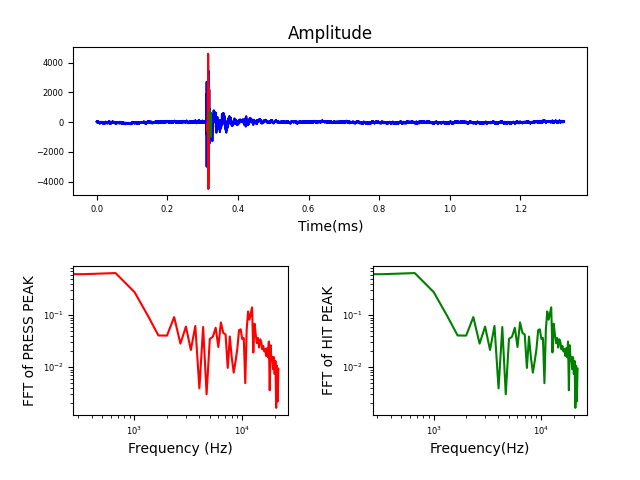 Amplitude
4000
2000
0
−2000
−4000
0.0 0.2 0.4 0.6 0.8 1.0 1.2
Time(ms)
FFT of PRESS PEAK
10⁻¹
10⁻²
10³ 10⁴
Frequency (Hz)
FFT of HIT PEAK
10⁻¹
10⁻²
10³ 10⁴
Frequency(Hz)